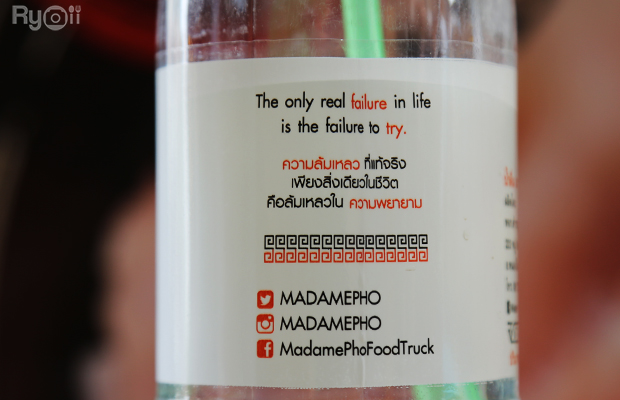 Ryoii
The only real failure in life
is the failure to try.
ความล้มเหลว ที่แท้จริง
เพียงสิ่งเดียวในชีวิต
คือล้มเหลวใน ความพยายาม
MADAMEPHO
MADAMEPHO
MadamePhoFoodTruck